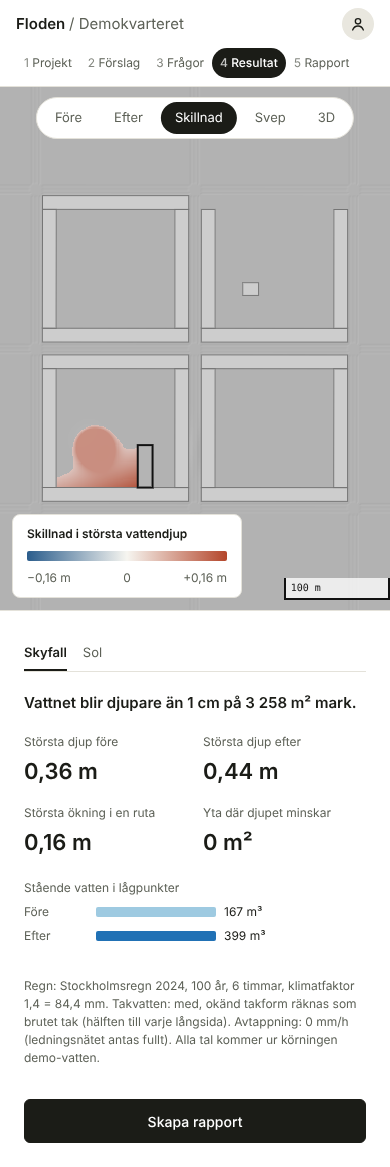 Floden / Demokvarteret
1 Projekt 2 Förslag 3 Frågor 4 Resultat 5 Rapport
Före Efter Skillnad Svep 3D
Skillnad i största vattendjup
−0,16 m 0 +0,16 m
100 m
Skyfall Sol
Vattnet blir djupare än 1 cm på 3 258 m² mark.
Största djup före Största djup efter
0,36 m 0,44 m
Största ökning i en ruta Yta där djupet minskar
0,16 m 0 m²
Stående vatten i lågpunkter
Före 167 m³
Efter 399 m³
Regn: Stockholmsregn 2024, 100 år, 6 timmar, klimatfaktor
1,4 = 84,4 mm. Takvatten: med, okänd takform räknas som
brutet tak (hälften till varje långsida). Avtappning: 0 mm/h
(ledningsnätet antas fullt). Alla tal kommer ur körningen
demo-vatten.
Skapa rapport